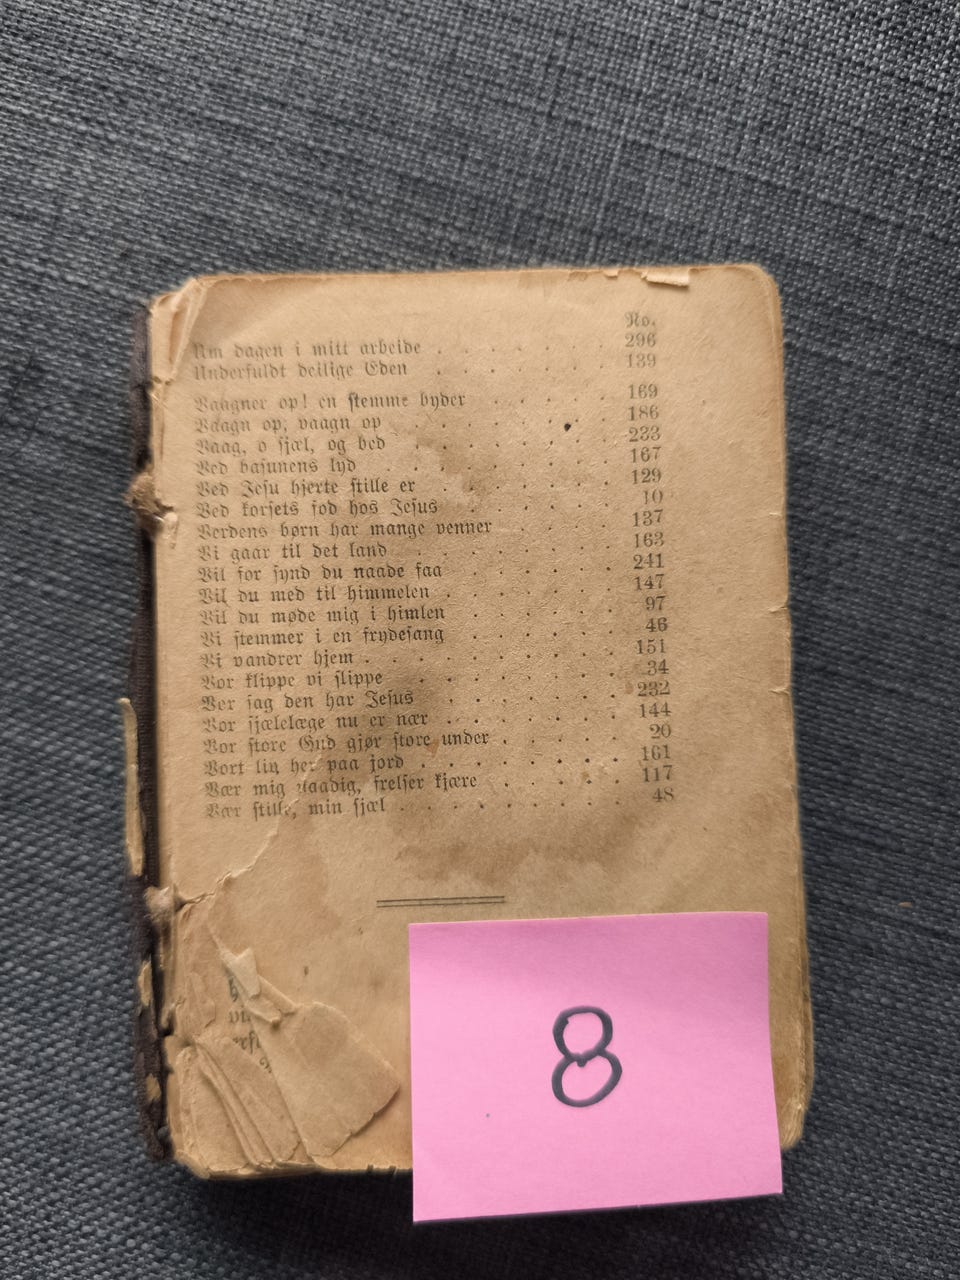 No.
Um dagen i mitt arbeide . . . . . . . 296
Underfuldt deilige Eden . . . . . . . 139
Vaagner op! en stemme byder . . . . . 169
Vaagn op, vaagn op . . . . . . . . 186
Vaag, o sjæl, og bed . . . . . . . . 233
Ved basunens lyd . . . . . . . . . 167
Ved Jesu hjerte stille er . . . . . . . 129
Ved korsets fod hos Jesus . . . . . . 10
Verdens børn har mange venner . . . . . 137
Vi gaar til det land . . . . . . . . 163
Vil for synd du naade faa . . . . . . 241
Vil du med til himmelen . . . . . . . 147
Vil du møde mig i himlen . . . . . . 97
Vi stemmer i en frydesang . . . . . . 46
Vi vandrer hjem . . . . . . . . . . 151
Vor klippe vi slippe . . . . . . . . 34
Ver sag den har Jesus . . . . . . . 232
Vor sjælelæge nu er nær . . . . . . . 144
Vor store Gud gjør store under . . . . . 20
Vort liv her paa jord . . . . . . . . 161
Vær mig naadig, frelser kjære . . . . . 117
Vær stille, min sjæl . . . . . . . . 48
8